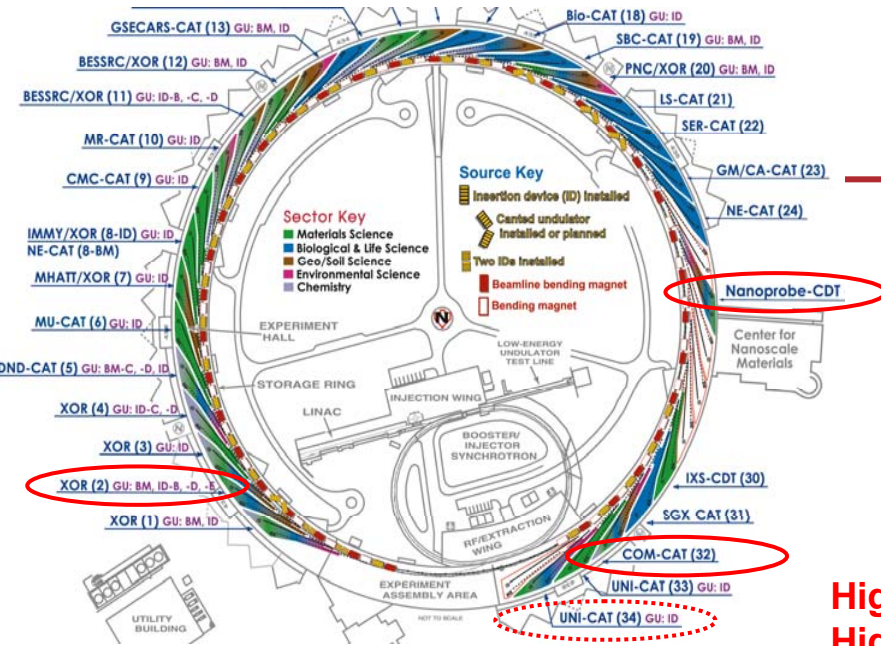 GSECARS-CAT (13) GU: BM, ID
BESSRC/XOR (12) GU: BM, ID
BESSRC/XOR (11) GU: ID-B, -C, -D
MR-CAT (10) GU: ID
CMC-CAT (9) GU: ID
IMMY/XOR (8-ID) GU: ID
NE-CAT (8-BM)
MHATT/XOR (7) GU: ID
MU-CAT (6) GU: ID
DND-CAT (5) GU: BM-C, -D, ID
XOR (4) GU: ID-C, -D
XOR (3) GU: ID
XOR (2) GU: BM, ID-B, -D, -E
XOR (1) GU: BM, ID
Bio-CAT (18) GU: ID
SBC-CAT (19) GU: BM, ID
PNC/XOR (20) GU: BM, ID
LS-CAT (21)
SER-CAT (22)
GM/CA-CAT (23)
NE-CAT (24)
Nanoprobe-CDT
Center for
Nanoscale
Materials
IXS-CDT (30)
SGX CAT (31)
COM-CAT (32)
UNI-CAT (33) GU: ID
UNI-CAT (34) GU: ID
Sector Key
Materials Science
Biological & Life Science
Geo/Soil Science
Environmental Science
Chemistry
Source Key
Insertion device (ID) installed
Canted undulator
installed or planned
Two IDs installed
Beamline bending magnet
Bending magnet
N
EXPERIMENT
HALL
STORAGE RING
LINAC
INJECTION WING
LOW-ENERGY
UNDULATOR
TEST LINE
BOOSTER/
INJECTOR
SYNCHROTRON
RF/EXTRACTION
WING
EXPERIMENT
ASSEMBLY AREA
NOT TO SCALE
UTILITY
BUILDING
Hig
Hig